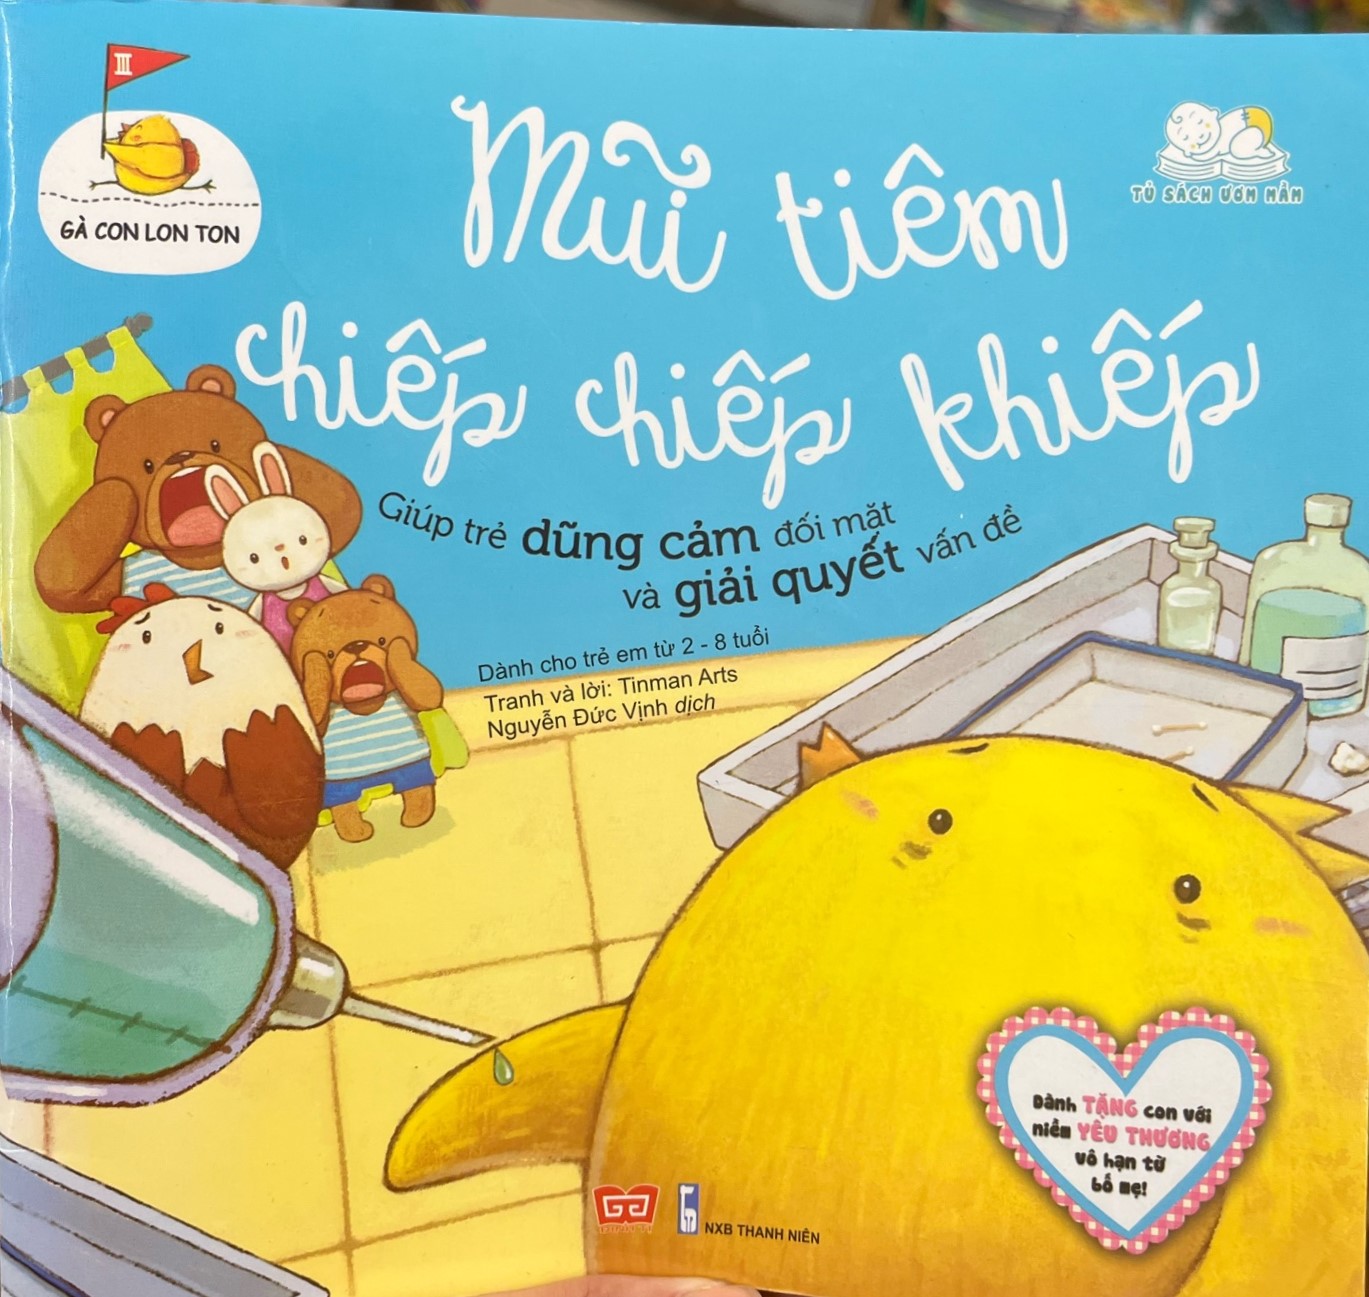 III
GÀ CON LON TON
TỦ SÁCH ƯƠM MẦM
Mũi tiêm
chiếp chiếp khiếp
Giúp trẻ dũng cảm đối mặt
và giải quyết vấn đề
Dành cho trẻ em từ 2 - 8 tuổi
Tranh và lời: Tinman Arts
Nguyễn Đức Vịnh dịch
Dành TẶNG con với
niềm YÊU THƯƠNG
vô hạn từ
bố mẹ!
NXB THANH NIÊN